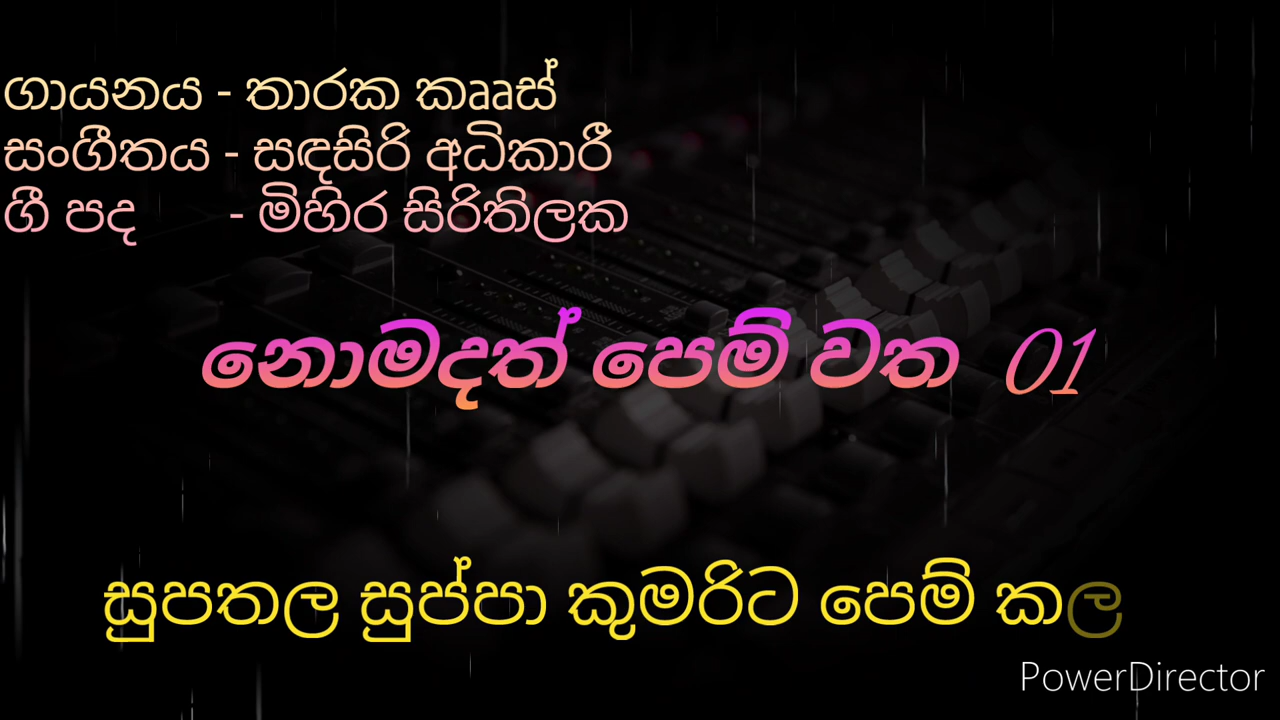 ගායනය - තාරක කෲස්
සංගීතය - සඳසිරි අධිකාරී
ගී පද - මිහිර සිරිතිලක
නොමදත් පෙම් වත 01
සුපතල සුප්පා කුමරිට පෙම් කල
PowerDirector